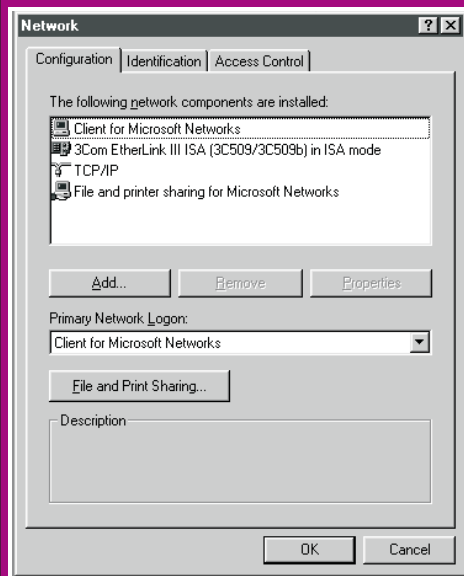 Network
Configuration Identification Access Control
The following network components are installed:
Client for Microsoft Networks
3Com EtherLink III ISA (3C509/3C509b) in ISA mode
TCP/IP
File and printer sharing for Microsoft Networks
Add... Remove Properties
Primary Network Logon:
Client for Microsoft Networks
File and Print Sharing...
Description
OK Cancel